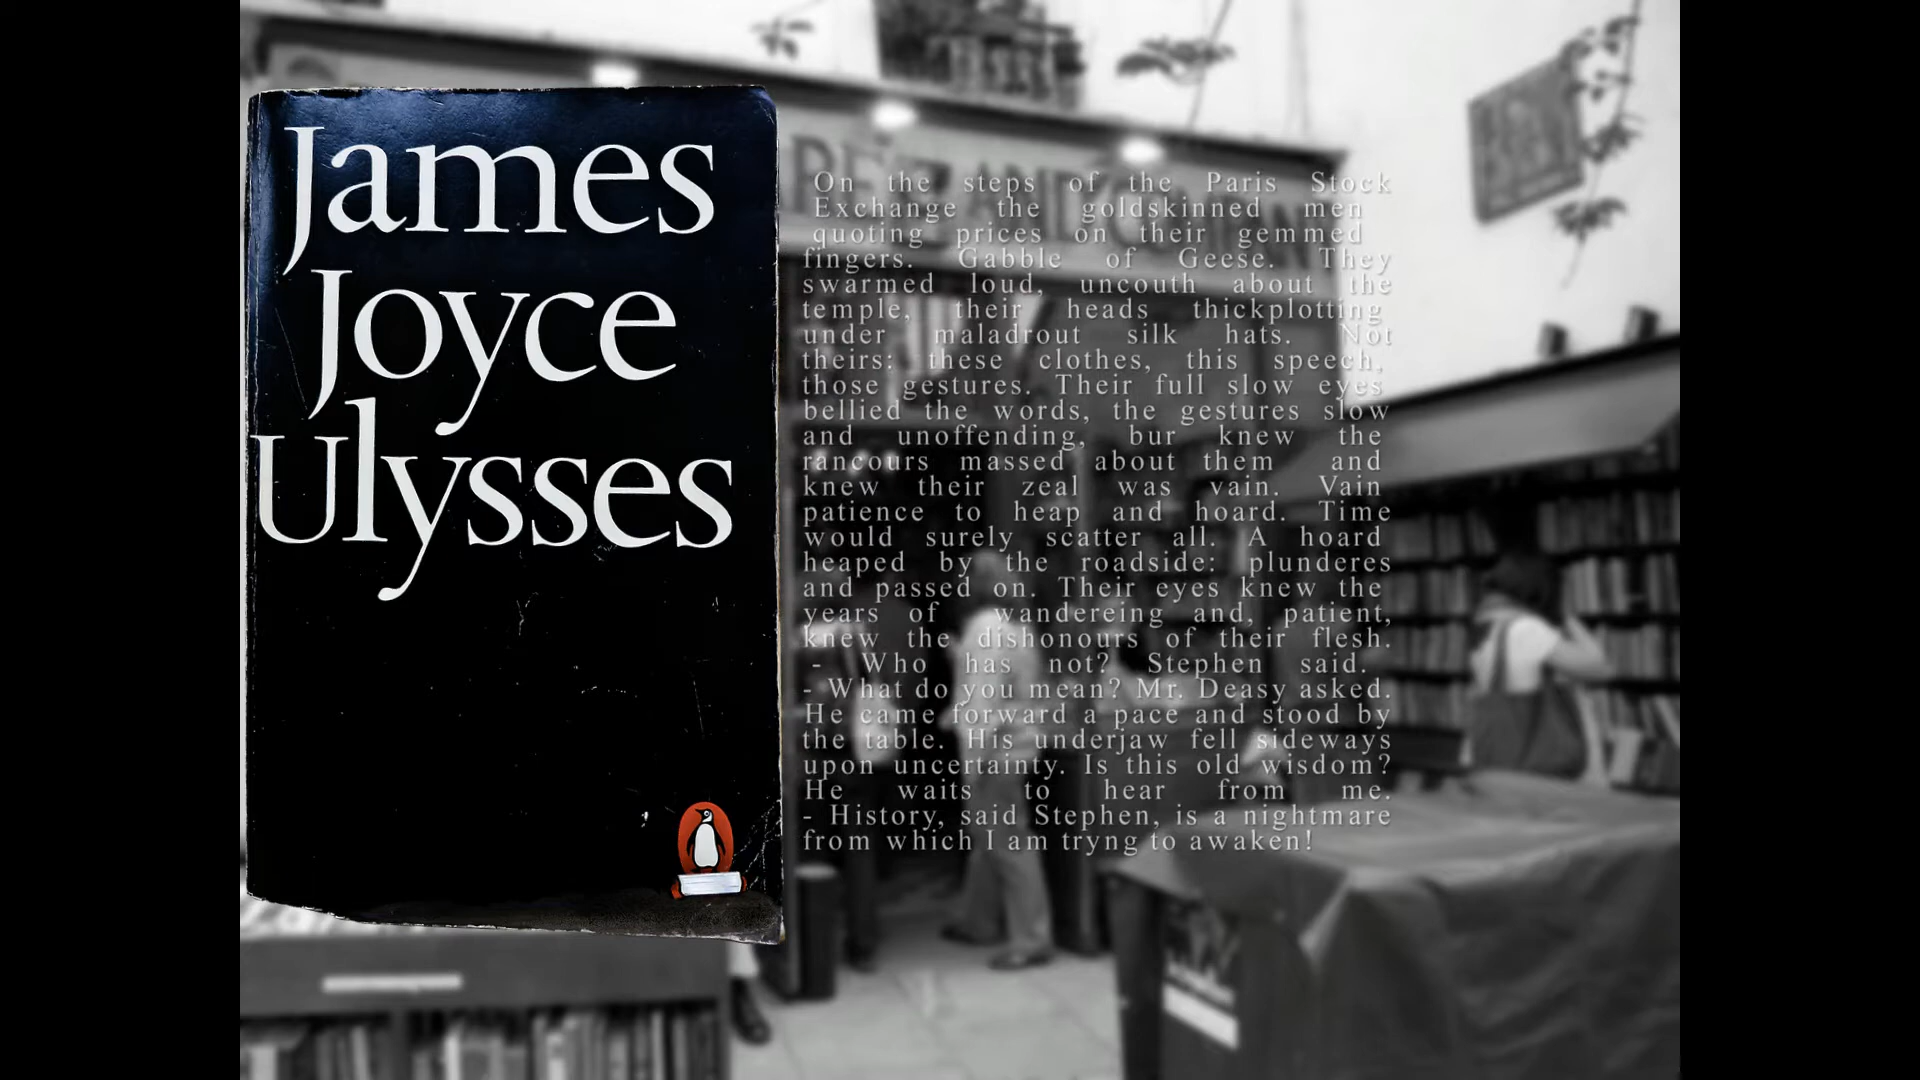 James
Joyce
Ulysses
On the steps of the Paris Stock
Exchange the goldskinned men
quoting prices on their gemmed
fingers. Gabble of Geese. They
swarmed loud, uncouth about the
temple, their heads thickplotting
under maladrout silk hats. Not
theirs: these clothes, this speech,
those gestures. Their full slow eyes
bellied the words, the gestures slow
and unoffending, bur knew the
rancours massed about them and
knew their zeal was vain. Vain
patience to heap and hoard. Time
would surely scatter all. A hoard
heaped by the roadside: plunderes
and passed on. Their eyes knew the
years of wandereing and, patient,
knew the dishonours of their flesh.
- Who has not? Stephen said.
- What do you mean? Mr. Deasy asked.
He came forward a pace and stood by
the table. His underjaw fell sideways
upon uncertainty. Is this old wisdom?
He waits to hear from me.
- History, said Stephen, is a nightmare
from which I am tryng to awaken!